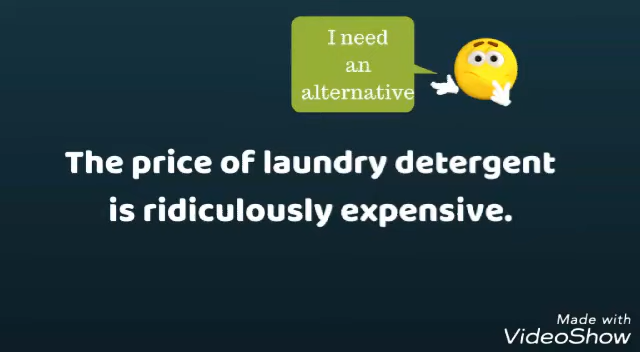 I need
an
alternative
The price of laundry detergent
is ridiculously expensive.
Made with
VideoShow